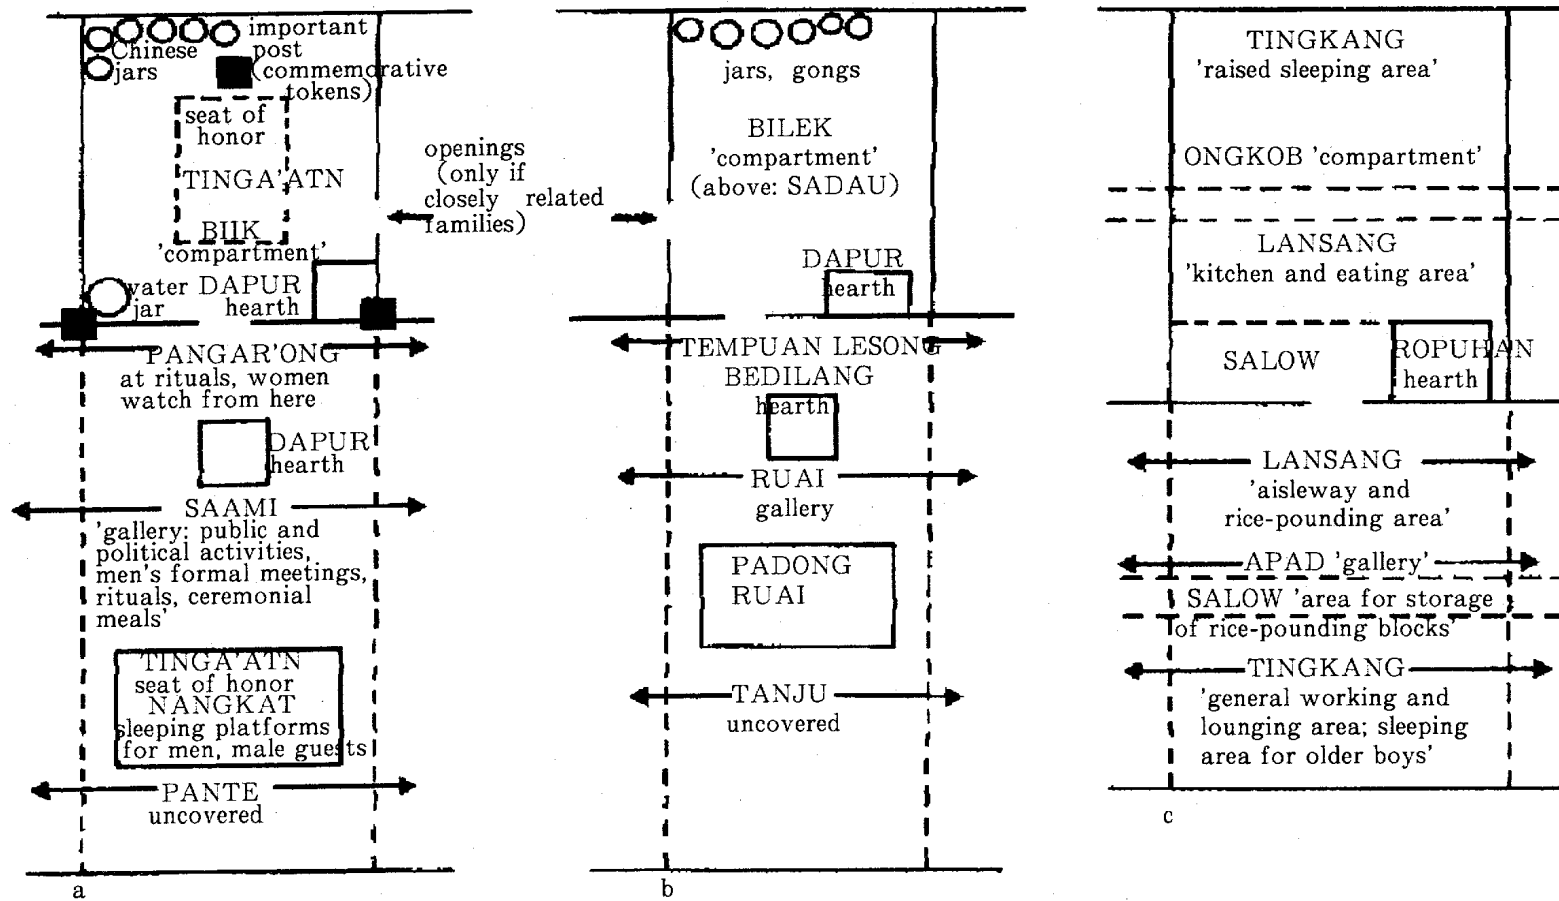 important
Chinese
post
jars
(commemorative
tokens)
seat of
honor
TINGA'ATN
BIIK
'compartment'
water
jar
DAPUR
hearth
PANGAR'ONG
at rituals, women
watch from here
DAPUR
hearth
SAAMI
'gallery: public and
political activities,
men's formal meetings,
rituals, ceremonial
meals'
TINGA'ATN
seat of honor
NANGKAT
sleeping platforms
for men, male guests
PANTE
uncovered
a
openings
(only if
closely related
families)
jars, gongs
BILEK
'compartment'
(above: SADAU)
DAPUR
hearth
TEMPUAN LESONG
BEDILANG
hearth
RUAI
gallery
PADONG
RUAI
TANJU
uncovered
b
TINGKANG
'raised sleeping area'
ONGKOB 'compartment'
LANSANG
'kitchen and eating area'
SALOW
ROPUHAN
hearth
LANSANG
'aisleway and
rice-pounding area'
APAD 'gallery'
SALOW 'area for storage
of rice-pounding blocks'
TINGKANG
'general working and
lounging area; sleeping
area for older boys'
c